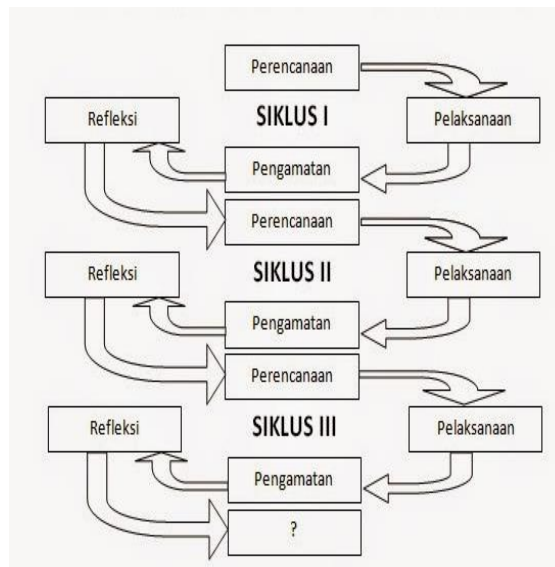 Perencanaan
Refleksi
SIKLUS I
Pelaksanaan
Pengamatan
Perencanaan
Refleksi
SIKLUS II
Pelaksanaan
Pengamatan
Perencanaan
Refleksi
SIKLUS III
Pelaksanaan
Pengamatan
?